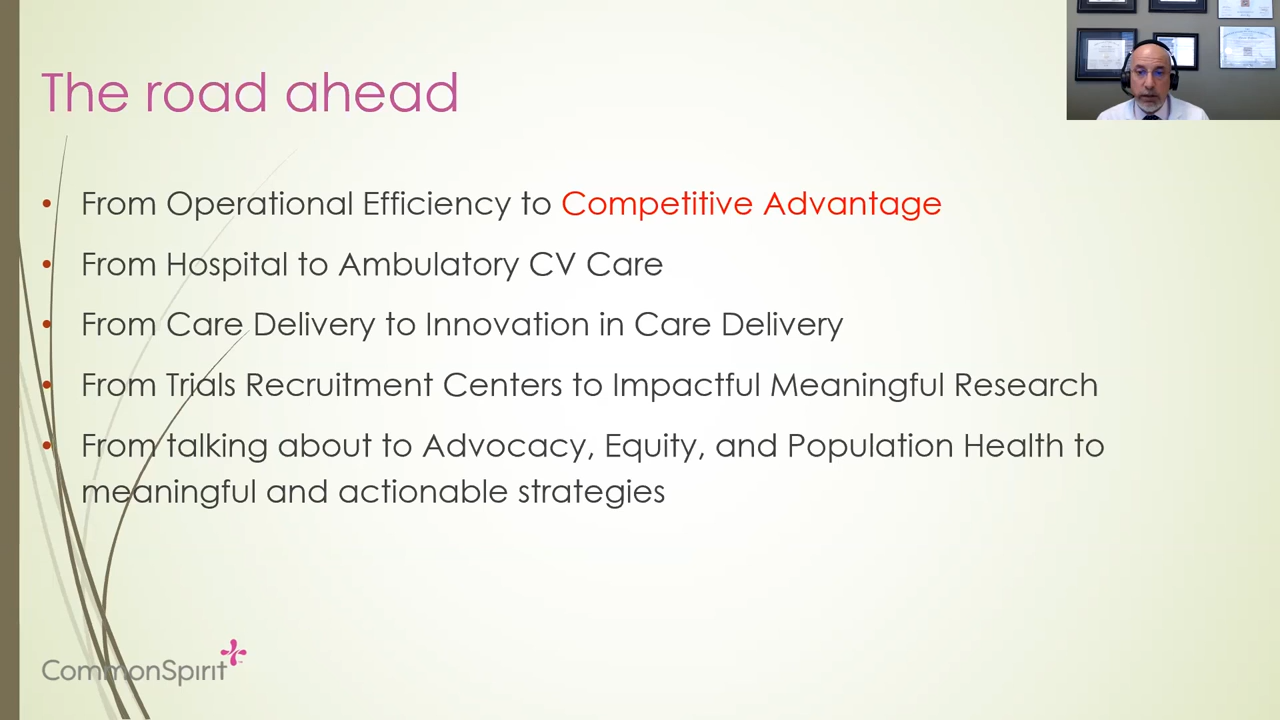 The road ahead
• From Operational Efficiency to Competitive Advantage
• From Hospital to Ambulatory CV Care
• From Care Delivery to Innovation in Care Delivery
• From Trials Recruitment Centers to Impactful Meaningful Research
• From talking about to Advocacy, Equity, and Population Health to
meaningful and actionable strategies
CommonSpirit